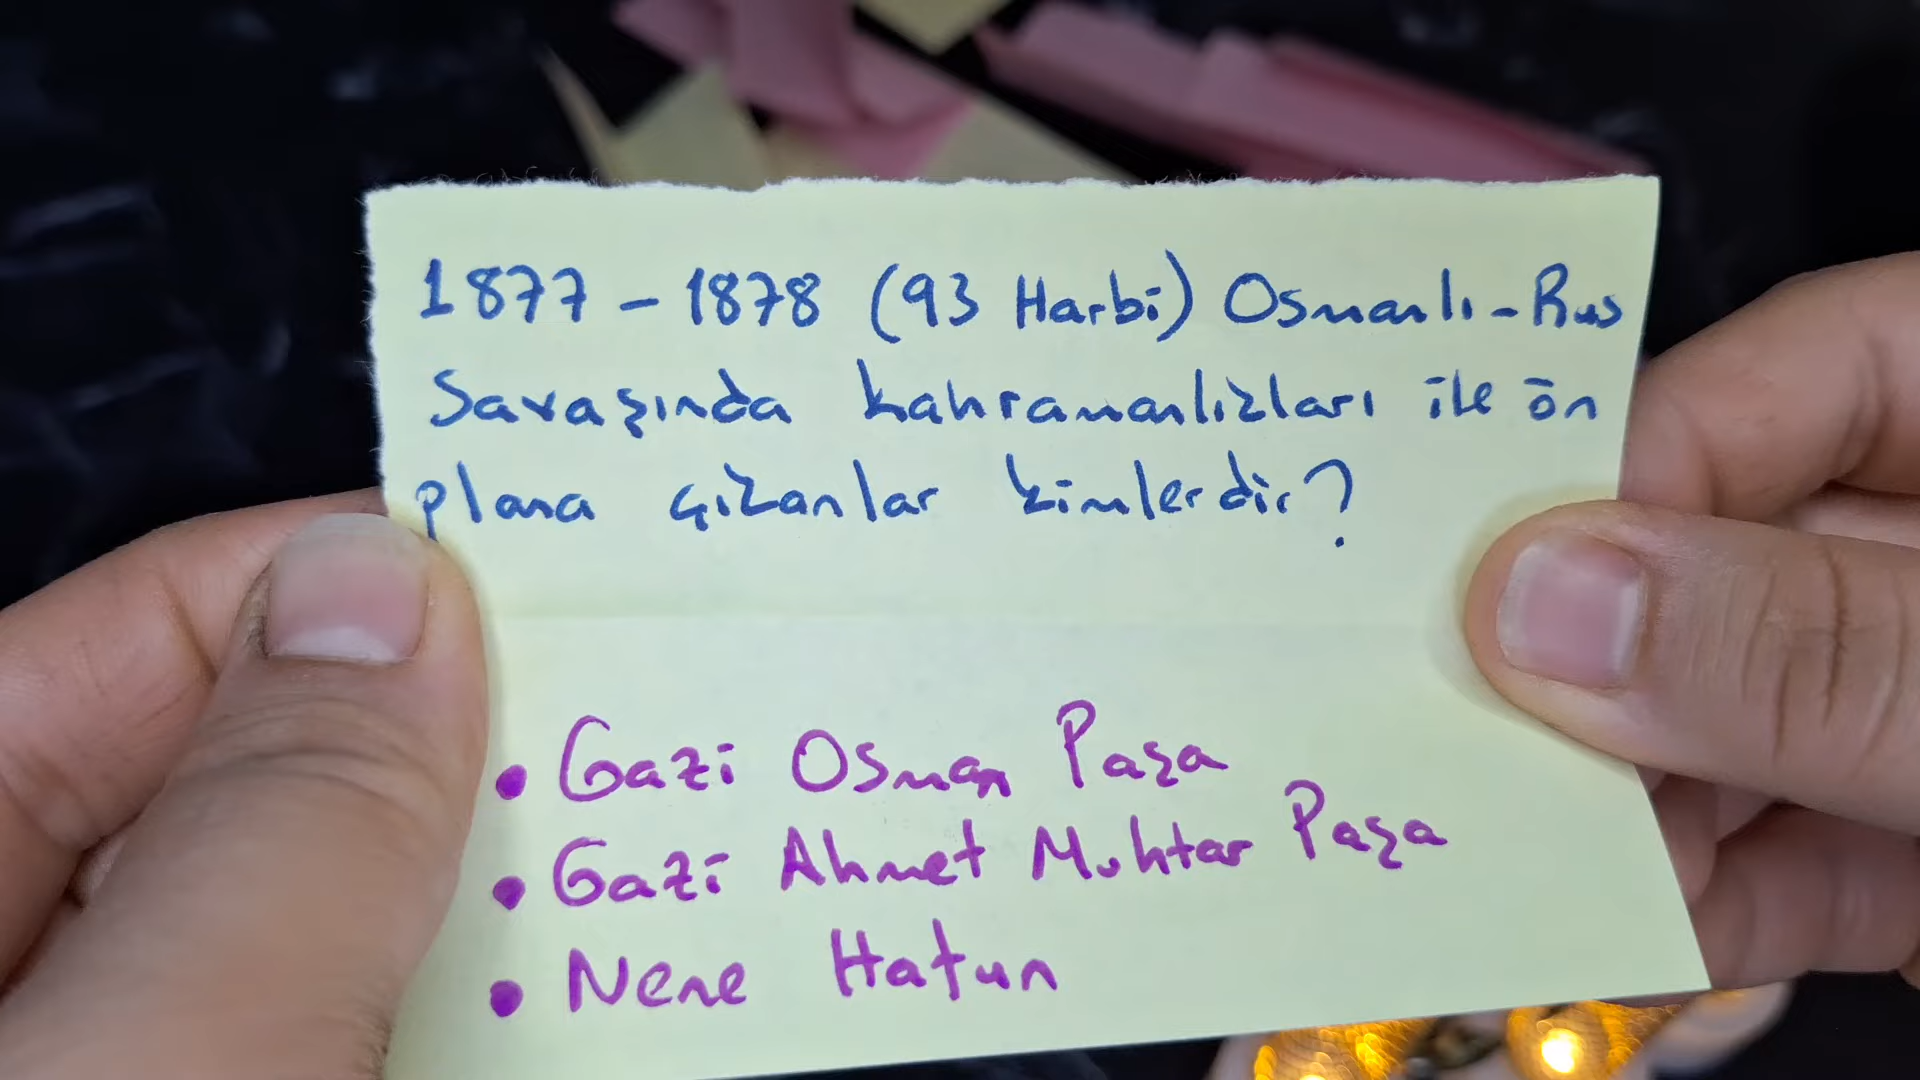 1877 - 1878 (93 Harbi) Osmanlı - Rus
Savaşında kahramanlıkları ile ön
plana çıkanlar kimlerdir?
• Gazi Osman Paşa
• Gazi Ahmet Muhtar Paşa
• Nene Hatun